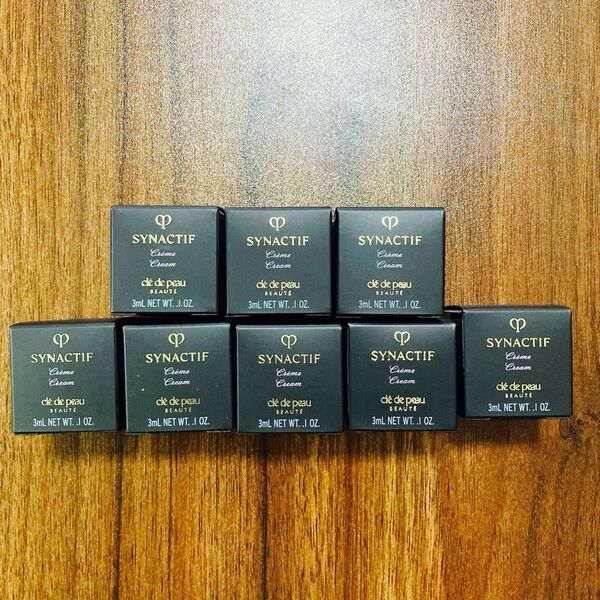 SYNACTIF
Crème
Cream
clé de peau
BEAUTÉ
3mL NET WT. .1 OZ.
SYNACTIF
Crème
Cream
clé de peau
BEAUTÉ
3mL NET WT. .1 OZ.
SYNACTIF
Crème
Cream
clé de peau
BEAUTÉ
3mL NET WT. .1 OZ.
SYNACTIF
Crème
Cream
clé de peau
BEAUTÉ
3mL NET WT. .1 OZ.
SYNACTIF
Crème
Cream
clé de peau
BEAUTÉ
3mL NET WT. .1 OZ.
SYNACTIF
Crème
Cream
clé de peau
BEAUTÉ
3mL NET WT. .1 OZ.
SYNACTIF
Crème
Cream
clé de peau
BEAUTÉ
3mL NET WT. .1 OZ.
SYNACTIF
Crème
Cream
clé de peau
BEAUTÉ
3mL NET WT. .1 OZ.